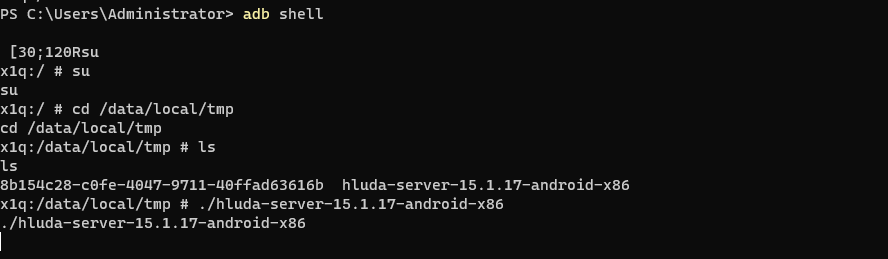 PS C:\Users\Administrator> adb shell
[30;120Rsu
x1q:/ # su
su
x1q:/ # cd /data/local/tmp
cd /data/local/tmp
x1q:/data/local/tmp # ls
ls
8b154c28-c0fe-4047-9711-40ffad63616b  hluda-server-15.1.17-android-x86
x1q:/data/local/tmp # ./hluda-server-15.1.17-android-x86
./hluda-server-15.1.17-android-x86